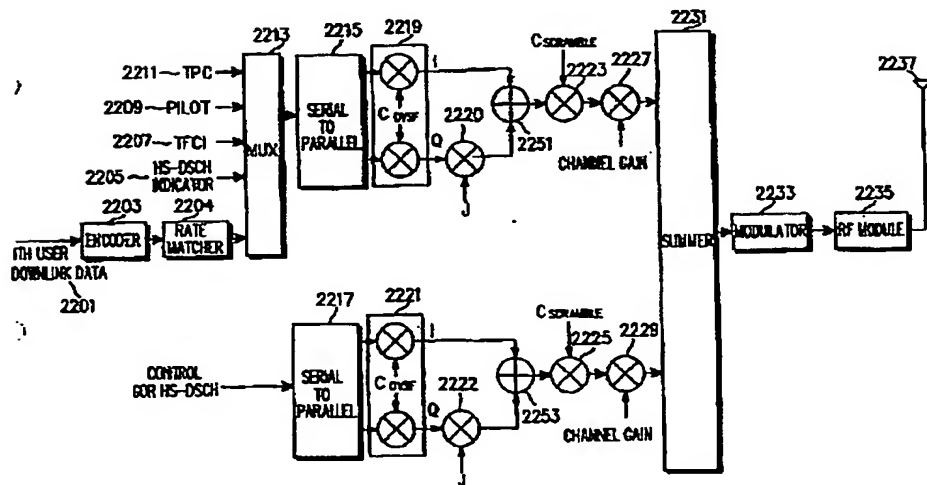 2213
2215
2219
2231
2211 TPC
C SCRAMBLE
2227
2237
I
2223
2209 PILOT
2220
2207 TFCI
MUX
SERIAL
TO
PARALLEL
C OVSF
Q
2251
2205 HS-DSCH
INDICATOR
CHANNEL GAIN
2203
2204
J
2233
2235
ENCODER
RATE
MATCHER
SUMMER
MODULATOR
RF MODULE
1TH USER
DOWNLINK DATA
2201
2217
2221
C SCRAMBLE
2229
I
2225
CONTROL
GOR HS-DSCH
SERIAL
TO
PARALLEL
C OVSF
2222
Q
2253
CHANNEL GAIN
J